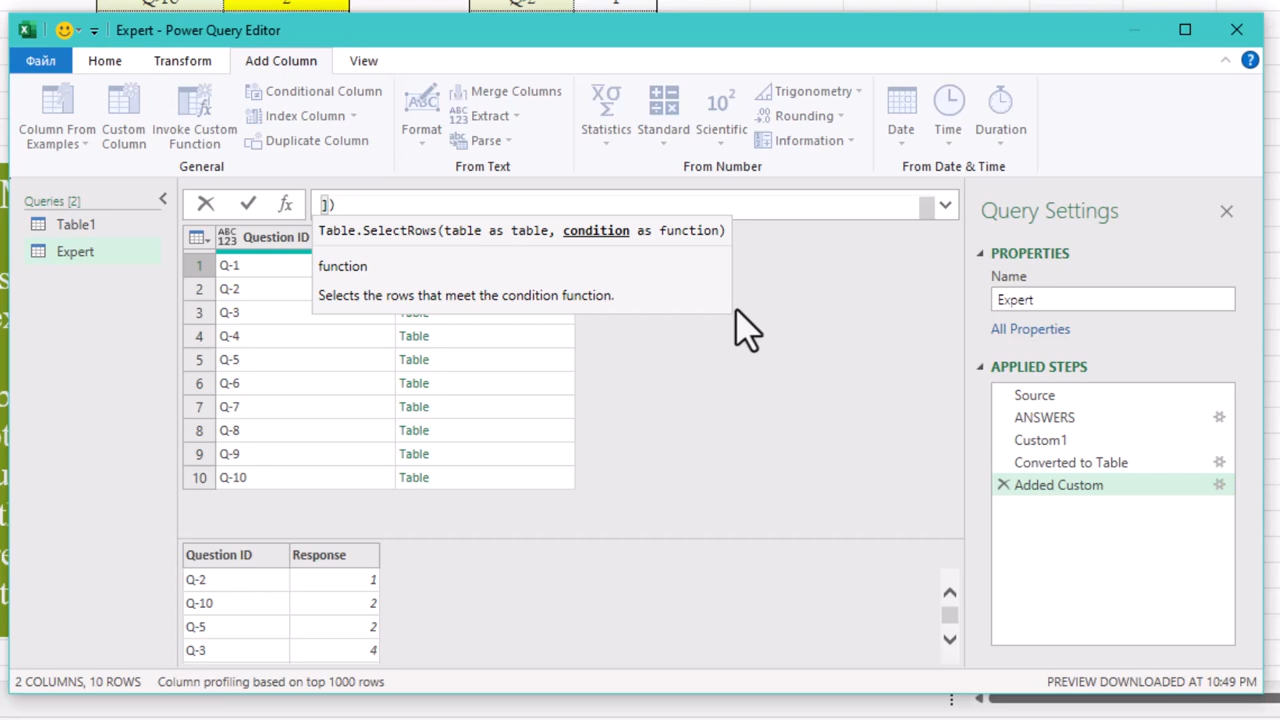 Q-2
Expert - Power Query Editor
Файл
Home
Transform
Add Column
View
Column From Examples
Custom Column
Invoke Custom Function
Conditional Column
Index Column
Duplicate Column
General
Format
Merge Columns
Extract
Parse
From Text
Statistics
Standard
Scientific
Trigonometry
Rounding
Information
From Number
Date
Time
Duration
From Date & Time
Queries [2]
Table1
Expert
])
Table.SelectRows(table as table, condition as function)
function
Selects the rows that meet the condition function.
ABC 123 Question ID
1 Q-1
2 Q-2
3 Q-3 Table
4 Q-4 Table
5 Q-5 Table
6 Q-6 Table
7 Q-7 Table
8 Q-8 Table
9 Q-9 Table
10 Q-10 Table
Question ID Response
Q-2 1
Q-10 2
Q-5 2
Q-3 4
Query Settings
PROPERTIES
Name
Expert
All Properties
APPLIED STEPS
Source
ANSWERS
Custom1
Converted to Table
Added Custom
2 COLUMNS, 10 ROWS
Column profiling based on top 1000 rows
PREVIEW DOWNLOADED AT 10:49 PM